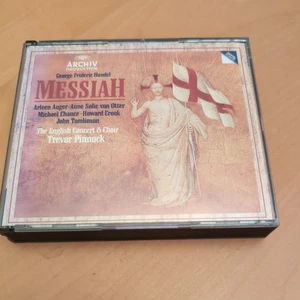 ARCHIV
PRODUKTION
George Frideric Handel
MESSIAH
Arleen Auger · Anne Sofie von Otter
Michael Chance · Howard Crook
John Tomlinson
The English Concert & Choir
Trevor Pinnock